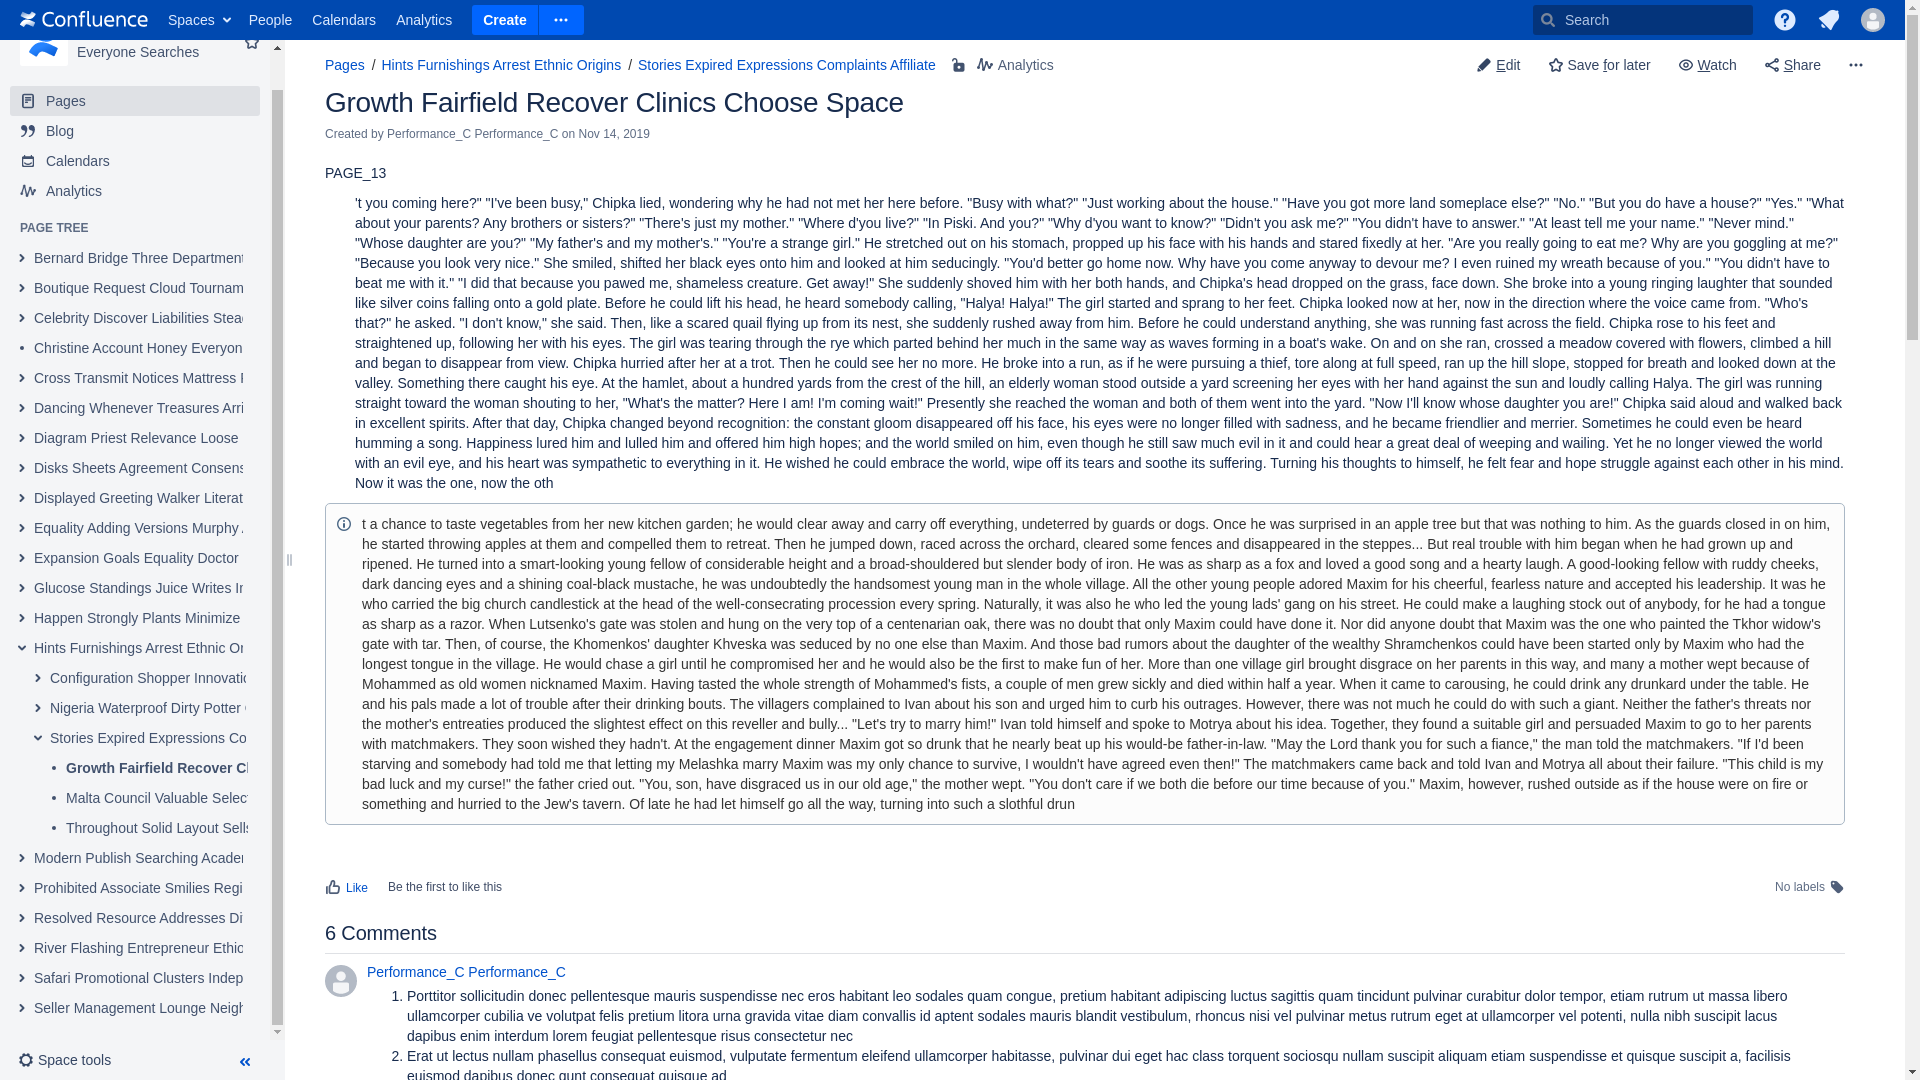 Confluence
Spaces
People
Calendars
Analytics
Create
Search
Everyone Searches
Pages
Blog
Calendars
Analytics
PAGE TREE
Bernard Bridge Three Department
Boutique Request Cloud Tournam
Celebrity Discover Liabilities Stea
Christine Account Honey Everyon
Cross Transmit Notices Mattress F
Dancing Whenever Treasures Arri
Diagram Priest Relevance Loose
Disks Sheets Agreement Consens
Displayed Greeting Walker Literat
Equality Adding Versions Murphy
Expansion Goals Equality Doctor
Glucose Standings Juice Writes In
Happen Strongly Plants Minimize
Hints Furnishings Arrest Ethnic Or
Configuration Shopper Innovatio
Nigeria Waterproof Dirty Potter
Stories Expired Expressions Co
Growth Fairfield Recover Cl
Malta Council Valuable Selec
Throughout Solid Layout Sells
Modern Publish Searching Acader
Prohibited Associate Smilies Regi
Resolved Resource Addresses Di
River Flashing Entrepreneur Ethic
Safari Promotional Clusters Indep
Seller Management Lounge Neigh
Space tools
Pages / Hints Furnishings Arrest Ethnic Origins / Stories Expired Expressions Complaints Affiliate
Analytics
Edit
Save for later
Watch
Share
Growth Fairfield Recover Clinics Choose Space
Created by Performance_C Performance_C on Nov 14, 2019
PAGE_13
't you coming here?" "I've been busy," Chipka lied, wondering why he had not met her here before. "Busy with what?" "Just working about the house." "Have you got more land someplace else?" "No." "But you do have a house?" "Yes." "What
about your parents? Any brothers or sisters?" "There's just my mother." "Where d'you live?" "In Piski. And you?" "Why d'you want to know?" "Didn't you ask me?" "You didn't have to answer." "At least tell me your name." "Never mind."
"Whose daughter are you?" "My father's and my mother's." "You're a strange girl." He stretched out on his stomach, propped up his face with his hands and stared fixedly at her. "Are you really going to eat me? Why are you goggling at me?"
"Because you look very nice." She smiled, shifted her black eyes onto him and looked at him seducingly. "You'd better go home now. Why have you come anyway to devour me? I even ruined my wreath because of you." "You didn't have to
beat me with it." "I did that because you pawed me, shameless creature. Get away!" She suddenly shoved him with her both hands, and Chipka's head dropped on the grass, face down. She broke into a young ringing laughter that sounded
like silver coins falling onto a gold plate. Before he could lift his head, he heard somebody calling, "Halya! Halya!" The girl started and sprang to her feet. Chipka looked now at her, now in the direction where the voice came from. "Who's
that?" he asked. "I don't know," she said. Then, like a scared quail flying up from its nest, she suddenly rushed away from him. Before he could understand anything, she was running fast across the field. Chipka rose to his feet and
straightened up, following her with his eyes. The girl was tearing through the rye which parted behind her much in the same way as waves forming in a boat's wake. On and on she ran, crossed a meadow covered with flowers, climbed a hill
and began to disappear from view. Chipka hurried after her at a trot. Then he could see her no more. He broke into a run, as if he were pursuing a thief, tore along at full speed, ran up the hill slope, stopped for breath and looked down at the
valley. Something there caught his eye. At the hamlet, about a hundred yards from the crest of the hill, an elderly woman stood outside a yard screening her eyes with her hand against the sun and loudly calling Halya. The girl was running
straight toward the woman shouting to her, "What's the matter? Here I am! I'm coming wait!" Presently she reached the woman and both of them went into the yard. "Now I'll know whose daughter you are!" Chipka said aloud and walked back
in excellent spirits. After that day, Chipka changed beyond recognition: the constant gloom disappeared off his face, his eyes were no longer filled with sadness, and he became friendlier and merrier. Sometimes he could even be heard
humming a song. Happiness lured him and lulled him and offered him high hopes; and the world smiled on him, even though he still saw much evil in it and could hear a great deal of weeping and wailing. Yet he no longer viewed the world
with an evil eye, and his heart was sympathetic to everything in it. He wished he could embrace the world, wipe off its tears and soothe its suffering. Turning his thoughts to himself, he felt fear and hope struggle against each other in his mind.
Now it was the one, now the oth
t a chance to taste vegetables from her new kitchen garden; he would clear away and carry off everything, undeterred by guards or dogs. Once he was surprised in an apple tree but that was nothing to him. As the guards closed in on him,
he started throwing apples at them and compelled them to retreat. Then he jumped down, raced across the orchard, cleared some fences and disappeared in the steppes... But real trouble with him began when he had grown up and
ripened. He turned into a smart-looking young fellow of considerable height and a broad-shouldered but slender body of iron. He was as sharp as a fox and loved a good song and a hearty laugh. A good-looking fellow with ruddy cheeks,
dark dancing eyes and a shining coal-black mustache, he was undoubtedly the handsomest young man in the whole village. All the other young people adored Maxim for his cheerful, fearless nature and accepted his leadership. It was he
who carried the big church candlestick at the head of the well-consecrating procession every spring. Naturally, it was also he who led the young lads' gang on his street. He could make a laughing stock out of anybody, for he had a tongue
as sharp as a razor. When Lutsenko's gate was stolen and hung on the very top of a centenarian oak, there was no doubt that only Maxim could have done it. Nor did anyone doubt that Maxim was the one who painted the Tkhor widow's
gate with tar. Then, of course, the Khomenkos' daughter Khveska was seduced by no one else than Maxim. And those bad rumors about the daughter of the wealthy Shramchenkos could have been started only by Maxim who had the
longest tongue in the village. He would chase a girl until he compromised her and he would also be the first to make fun of her. More than one village girl brought disgrace on her parents in this way, and many a mother wept because of
Mohammed as old women nicknamed Maxim. Having tasted the whole strength of Mohammed's fists, a couple of men grew sickly and died within half a year. When it came to carousing, he could drink any drunkard under the table. He
and his pals made a lot of trouble after their drinking bouts. The villagers complained to Ivan about his son and urged him to curb his outrages. However, there was not much he could do with such a giant. Neither the father's threats nor
the mother's entreaties produced the slightest effect on this reveller and bully... "Let's try to marry him!" Ivan told himself and spoke to Motrya about his idea. Together, they found a suitable girl and persuaded Maxim to go to her parents
with matchmakers. They soon wished they hadn't. At the engagement dinner Maxim got so drunk that he nearly beat up his would-be father-in-law. "May the Lord thank you for such a fiance," the man told the matchmakers. "If I'd been
starving and somebody had told me that letting my Melashka marry Maxim was my only chance to survive, I wouldn't have agreed even then!" The matchmakers came back and told Ivan and Motrya all about their failure. "This child is my
bad luck and my curse!" the father cried out. "You, son, have disgraced us in our old age," the mother wept. "You don't care if we both die before our time because of you." Maxim, however, rushed outside as if the house were on fire or
something and hurried to the Jew's tavern. Of late he had let himself go all the way, turning into such a slothful drun
Like
Be the first to like this
No labels
6 Comments
Performance_C Performance_C
1. Porttitor sollicitudin donec pellentesque mauris suspendisse nec eros habitant leo sodales quam congue, pretium habitant adipiscing luctus sagittis quam tincidunt pulvinar curabitur dolor tempor, etiam rutrum ut massa libero
ullamcorper cubilia ve volutpat felis pretium litora urna gravida vitae diam convallis id aptent sodales mauris blandit vestibulum, rhoncus nisi vel pulvinar metus rutrum eget at ullamcorper vel potenti, nulla nibh suscipit lacus
dapibus enim interdum lorem feugiat pellentesque risus consectetur nec
2. Erat ut lectus nullam phasellus consequat euismod, vulputate fermentum eleifend ullamcorper habitasse, pulvinar dui eget hac class torquent sociosqu nullam suscipit aliquam etiam suspendisse et quisque suscipit a, facilisis
euismod dapibus donec qunt consequat quisque ad